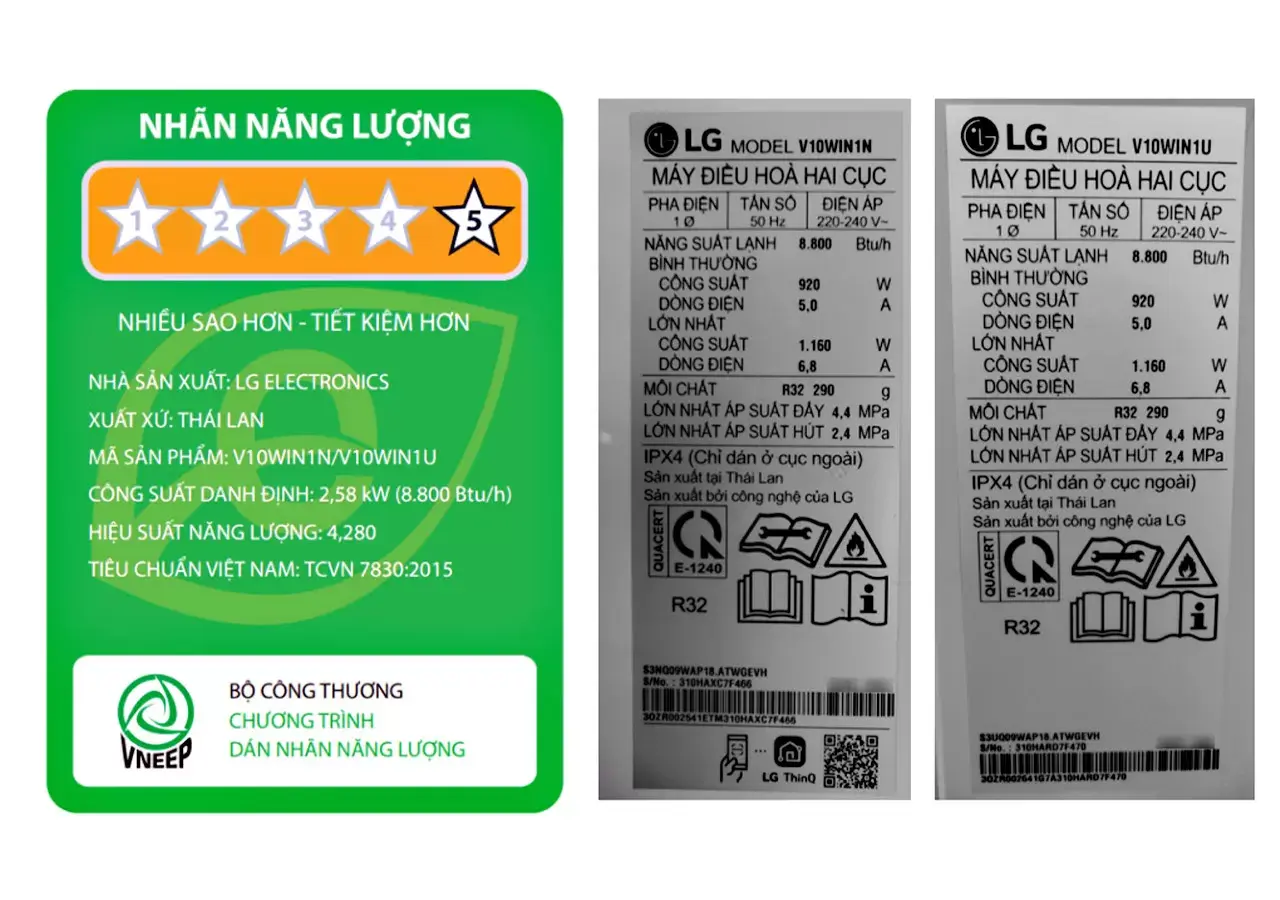 NHÃN NĂNG LƯỢNG
1 2 3 4 5
NHIỀU SAO HƠN - TIẾT KIỆM HƠN
NHÀ SẢN XUẤT: LG ELECTRONICS
XUẤT XỨ: THÁI LAN
MÃ SẢN PHẨM: V10WIN1N/V10WIN1U
CÔNG SUẤT DANH ĐỊNH: 2,58 kW (8.800 Btu/h)
HIỆU SUẤT NĂNG LƯỢNG: 4,280
TIÊU CHUẨN VIỆT NAM: TCVN 7830:2015
VNEEP
BỘ CÔNG THƯƠNG
CHƯƠNG TRÌNH
DÁN NHÃN NĂNG LƯỢNG
LG MODEL V10WIN1N
MÁY ĐIỀU HOÀ HAI CỤC
PHA ĐIỆN TẦN SỐ ĐIỆN ÁP
1 Ø 50 Hz 220-240 V~
NĂNG SUẤT LẠNH 8.800 Btu/h
BÌNH THƯỜNG
CÔNG SUẤT 920 W
DÒNG ĐIỆN 5,0 A
LỚN NHẤT
CÔNG SUẤT 1.160 W
DÒNG ĐIỆN 6,8 A
MÔI CHẤT R32 290 g
LỚN NHẤT ÁP SUẤT ĐẨY 4,4 MPa
LỚN NHẤT ÁP SUẤT HÚT 2,4 MPa
IPX4 (Chỉ dán ở cục ngoài)
Sản xuất tại Thái Lan
Sản xuất bởi công nghệ của LG
QUACERT
E-1240
R32
S3NQ09WAP18.ATWGEVH
S/No. : 310HAXC7F466
3OZR002641ETM310HAXC7F466
LG ThinQ
LG MODEL V10WIN1U
MÁY ĐIỀU HOÀ HAI CỤC
PHA ĐIỆN TẦN SỐ ĐIỆN ÁP
1 Ø 50 Hz 220-240 V~
NĂNG SUẤT LẠNH 8.800 Btu/h
BÌNH THƯỜNG
CÔNG SUẤT 920 W
DÒNG ĐIỆN 5,0 A
LỚN NHẤT
CÔNG SUẤT 1.160 W
DÒNG ĐIỆN 6,8 A
MÔI CHẤT R32 290 g
LỚN NHẤT ÁP SUẤT ĐẨY 4,4 MPa
LỚN NHẤT ÁP SUẤT HÚT 2,4 MPa
IPX4 (Chỉ dán ở cục ngoài)
Sản xuất tại Thái Lan
Sản xuất bởi công nghệ của LG
QUACERT
E-1240
R32
S3UQ09WAP18.ATWGEVH
S/No. : 310HARD7F470
3OZR002641G7A310HARD7F470